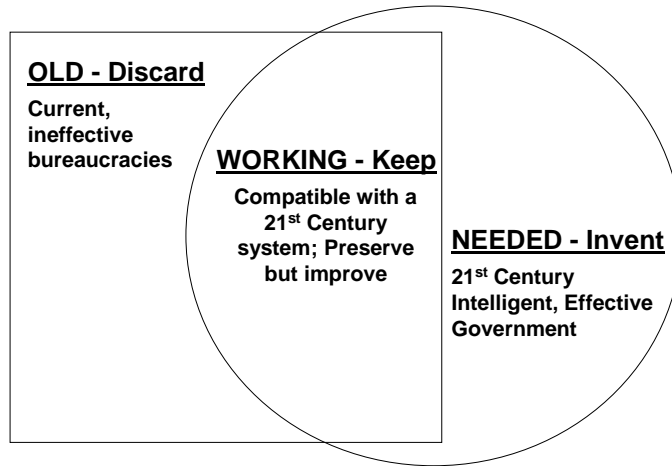 OLD - Discard
Current,
ineffective
bureaucracies
WORKING - Keep
Compatible with a
21st Century
system; Preserve
but improve
NEEDED - Invent
21st Century
Intelligent, Effective
Government